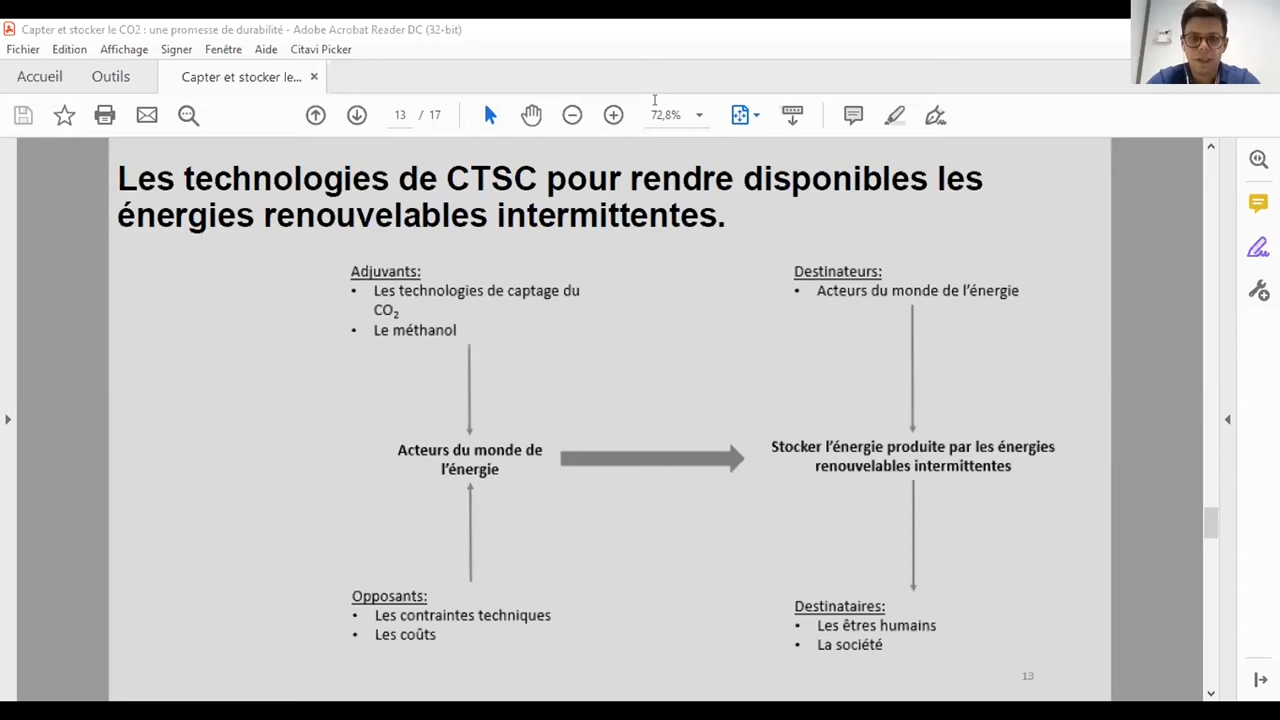 Capter et stocker le CO2 : une promesse de durabilité - Adobe Acrobat Reader DC (32-bit)
Fichier Edition Affichage Signer Fenêtre Aide Citavi Picker
Accueil Outils Capter et stocker le...
13 / 17 72,8%
Les technologies de CTSC pour rendre disponibles les
énergies renouvelables intermittentes.
Adjuvants:
• Les technologies de captage du
CO₂
• Le méthanol
Destinateurs:
• Acteurs du monde de l’énergie
Acteurs du monde de
l’énergie
Stocker l’énergie produite par les énergies
renouvelables intermittentes
Opposants:
• Les contraintes techniques
• Les coûts
Destinataires:
• Les êtres humains
• La société
13